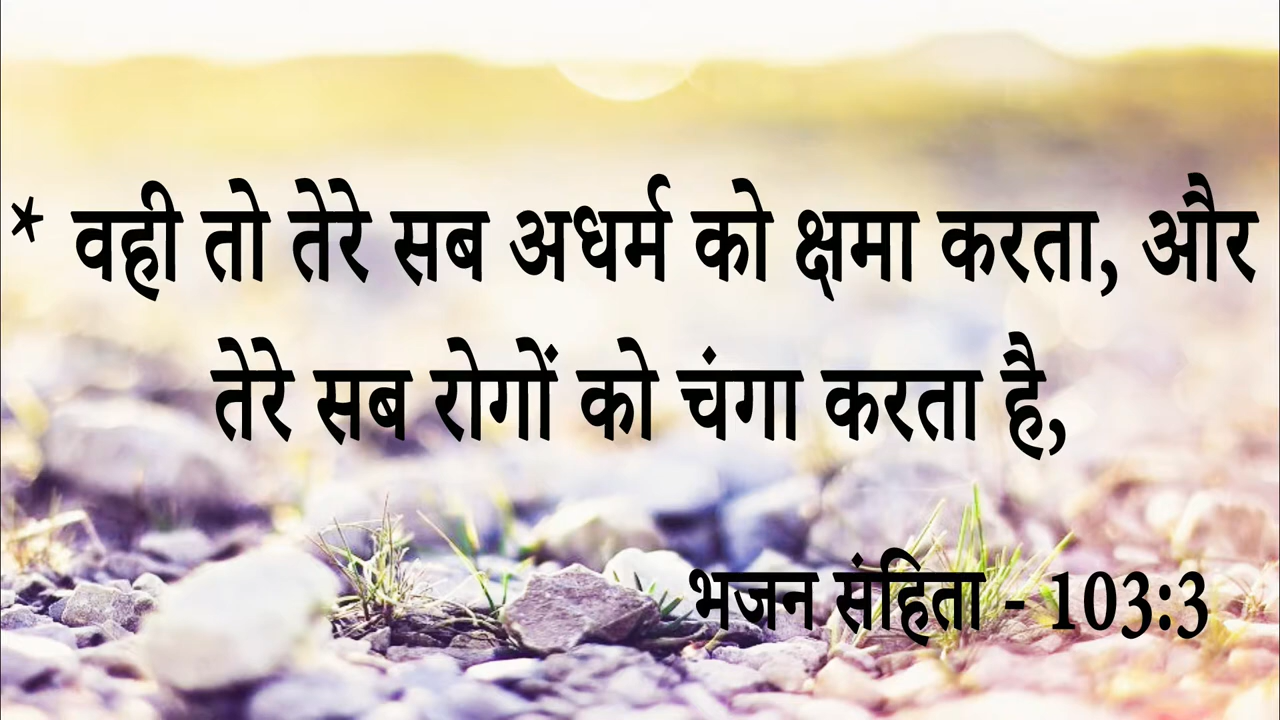 * वही तो तेरे सब अधर्म को क्षमा करता, और
तेरे सब रोगों को चंगा करता है,
भजन संहिता - 103:3